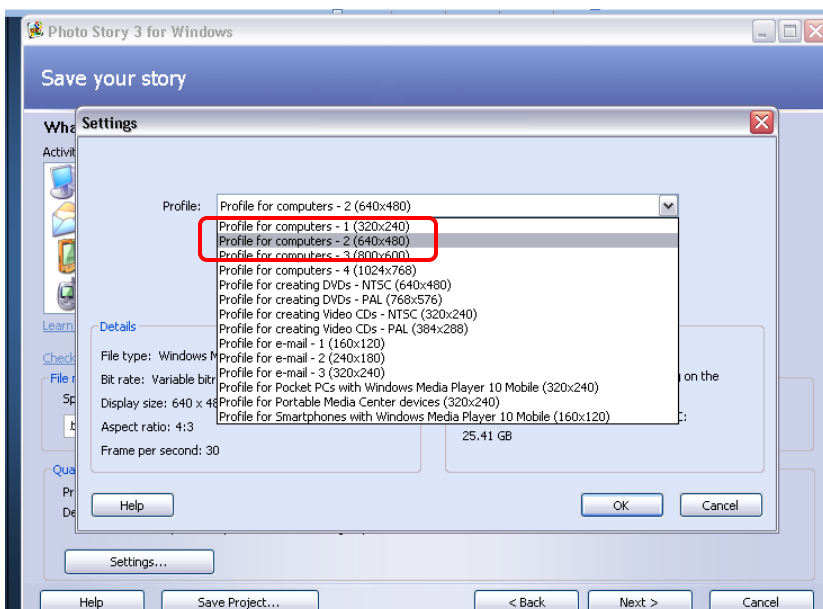 Photo Story 3 for Windows
Save your story
Wha
Settings
Activit
Profile: Profile for computers - 2 (640x480)
Profile for computers - 1 (320x240)
Profile for computers - 2 (640x480)
Profile for computers - 3 (800x600)
Profile for computers - 4 (1024x768)
Profile for creating DVDs - NTSC (640x480)
Profile for creating DVDs - PAL (768x576)
Profile for creating Video CDs - NTSC (320x240)
Profile for creating Video CDs - PAL (384x288)
Profile for e-mail - 1 (160x120)
Profile for e-mail - 2 (240x180)
Profile for e-mail - 3 (320x240)
Profile for Pocket PCs with Windows Media Player 10 Mobile (320x240)
Profile for Portable Media Center devices (320x240)
Profile for Smartphones with Windows Media Player 10 Mobile (160x120)
Learn
Check
File
Sp
Details
File type: Windows M
Bit rate: Variable bitr
on the
Display size: 640 x 48
C:
Aspect ratio: 4:3
25.41 GB
Frame per second: 30
Qua
Pr
De
Help
OK
Cancel
Settings...
Help
Save Project...
< Back
Next >
Cancel